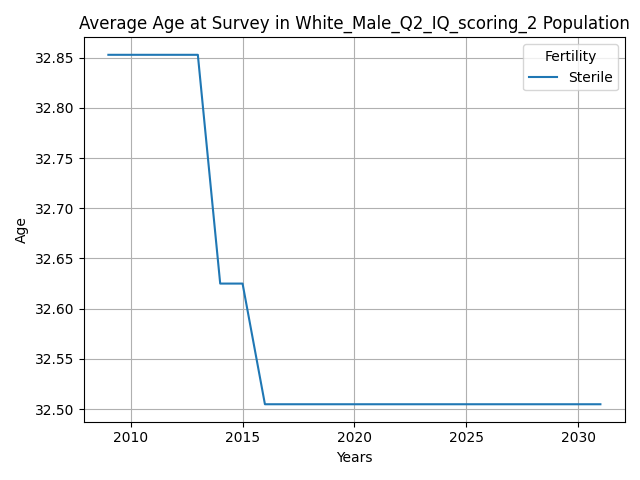 Average Age at Survey in White_Male_Q2_IQ_scoring_2 Population
Fertility
Sterile
32.85
32.80
32.75
32.70
32.65
32.60
32.55
32.50
Age
2010 2015 2020 2025 2030
Years